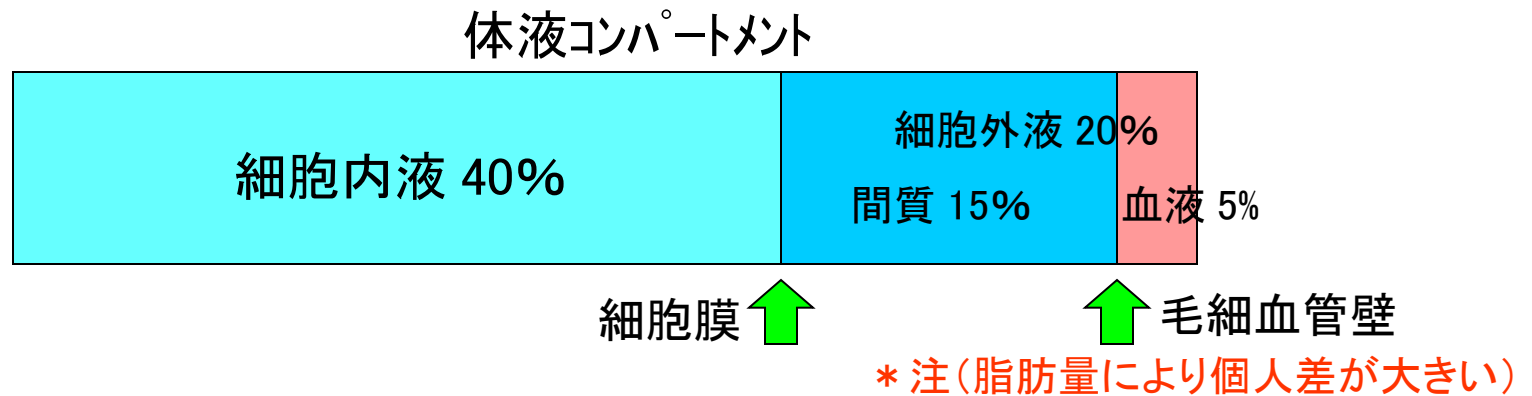 体液ｺﾝﾊﾟｰﾄﾒﾝﾄ
細胞内液 40%
細胞外液 20%
間質 15%
血液 5%
細胞膜
毛細血管壁
＊注（脂肪量により個人差が大きい）